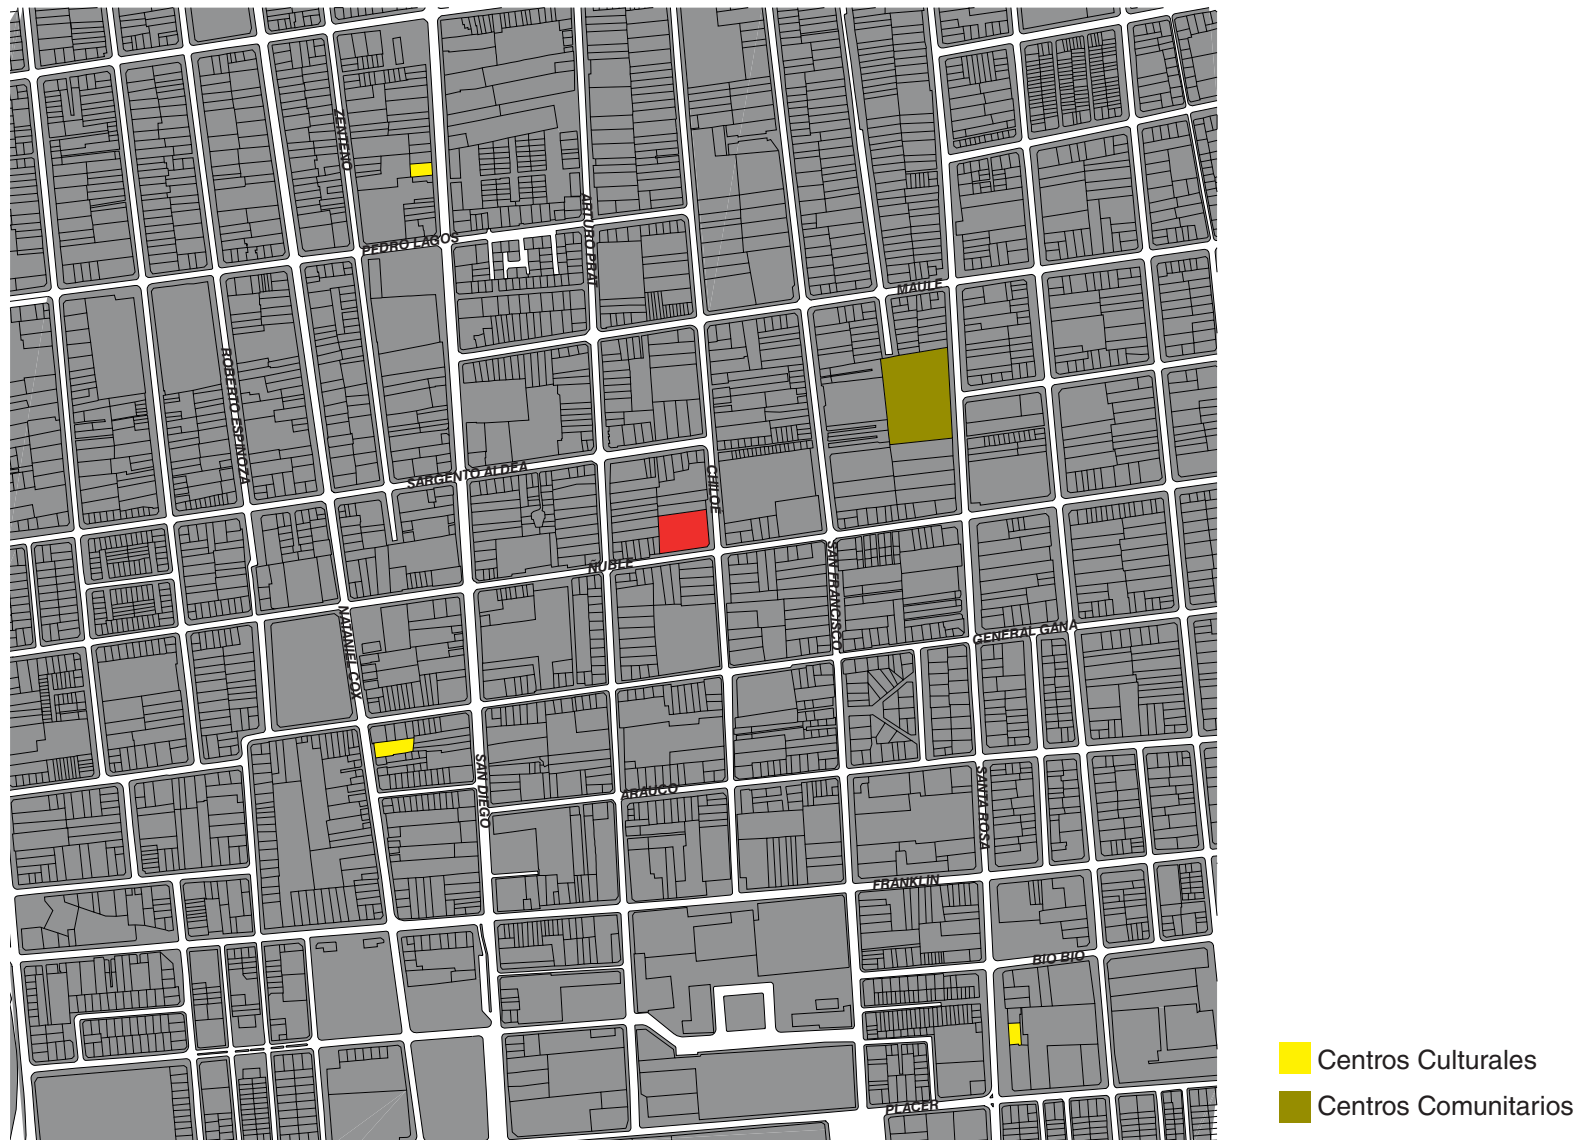 ZENTENO
ARTURO PRAT
PEDRO LAGOS
MAULE
ROBERTO ESPINOZA
SARGENTO ALDEA
CHILOE
ÑUBLE
SAN FRANCISCO
NATANIEL COX
GENERAL GANA
SAN DIEGO
ARAUCO
SANTA ROSA
FRANKLIN
BIO BIO
PLACER
Centros Culturales
Centros Comunitarios